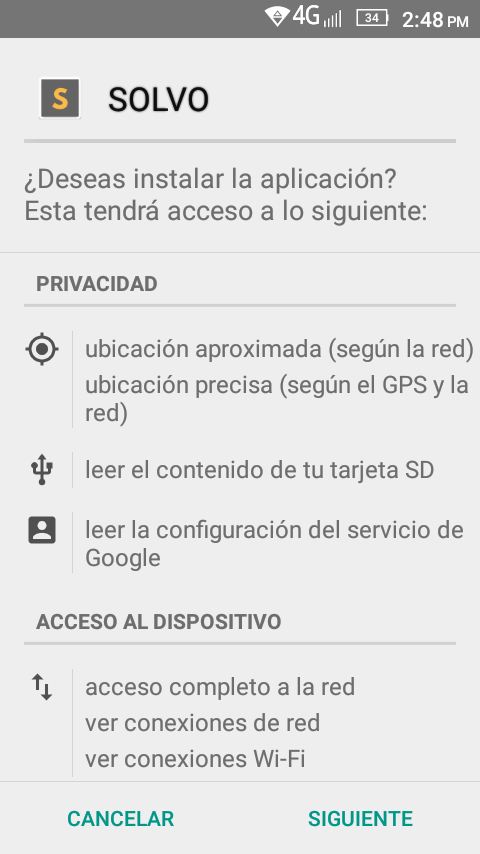 4G 34 2:48 PM
S SOLVO
¿Deseas instalar la aplicación?
Esta tendrá acceso a lo siguiente:
PRIVACIDAD
ubicación aproximada (según la red)
ubicación precisa (según el GPS y la
red)
leer el contenido de tu tarjeta SD
leer la configuración del servicio de
Google
ACCESO AL DISPOSITIVO
acceso completo a la red
ver conexiones de red
ver conexiones Wi-Fi
CANCELAR SIGUIENTE